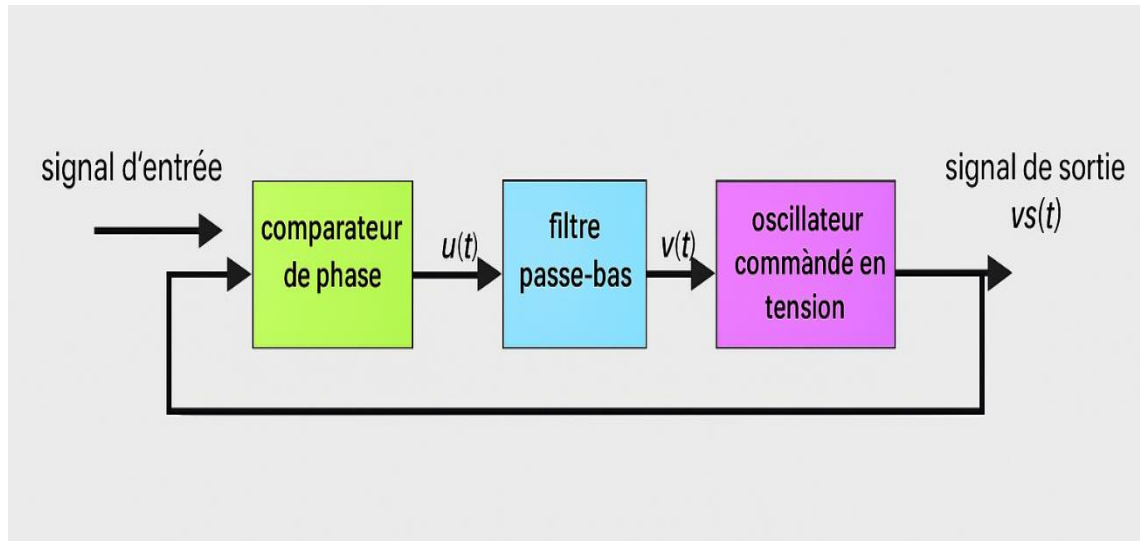 signal d'entrée
comparateur
de phase
u(t)
filtre
passe-bas
v(t)
oscillateur
commàndé en
tension
signal de sortie
vs(t)